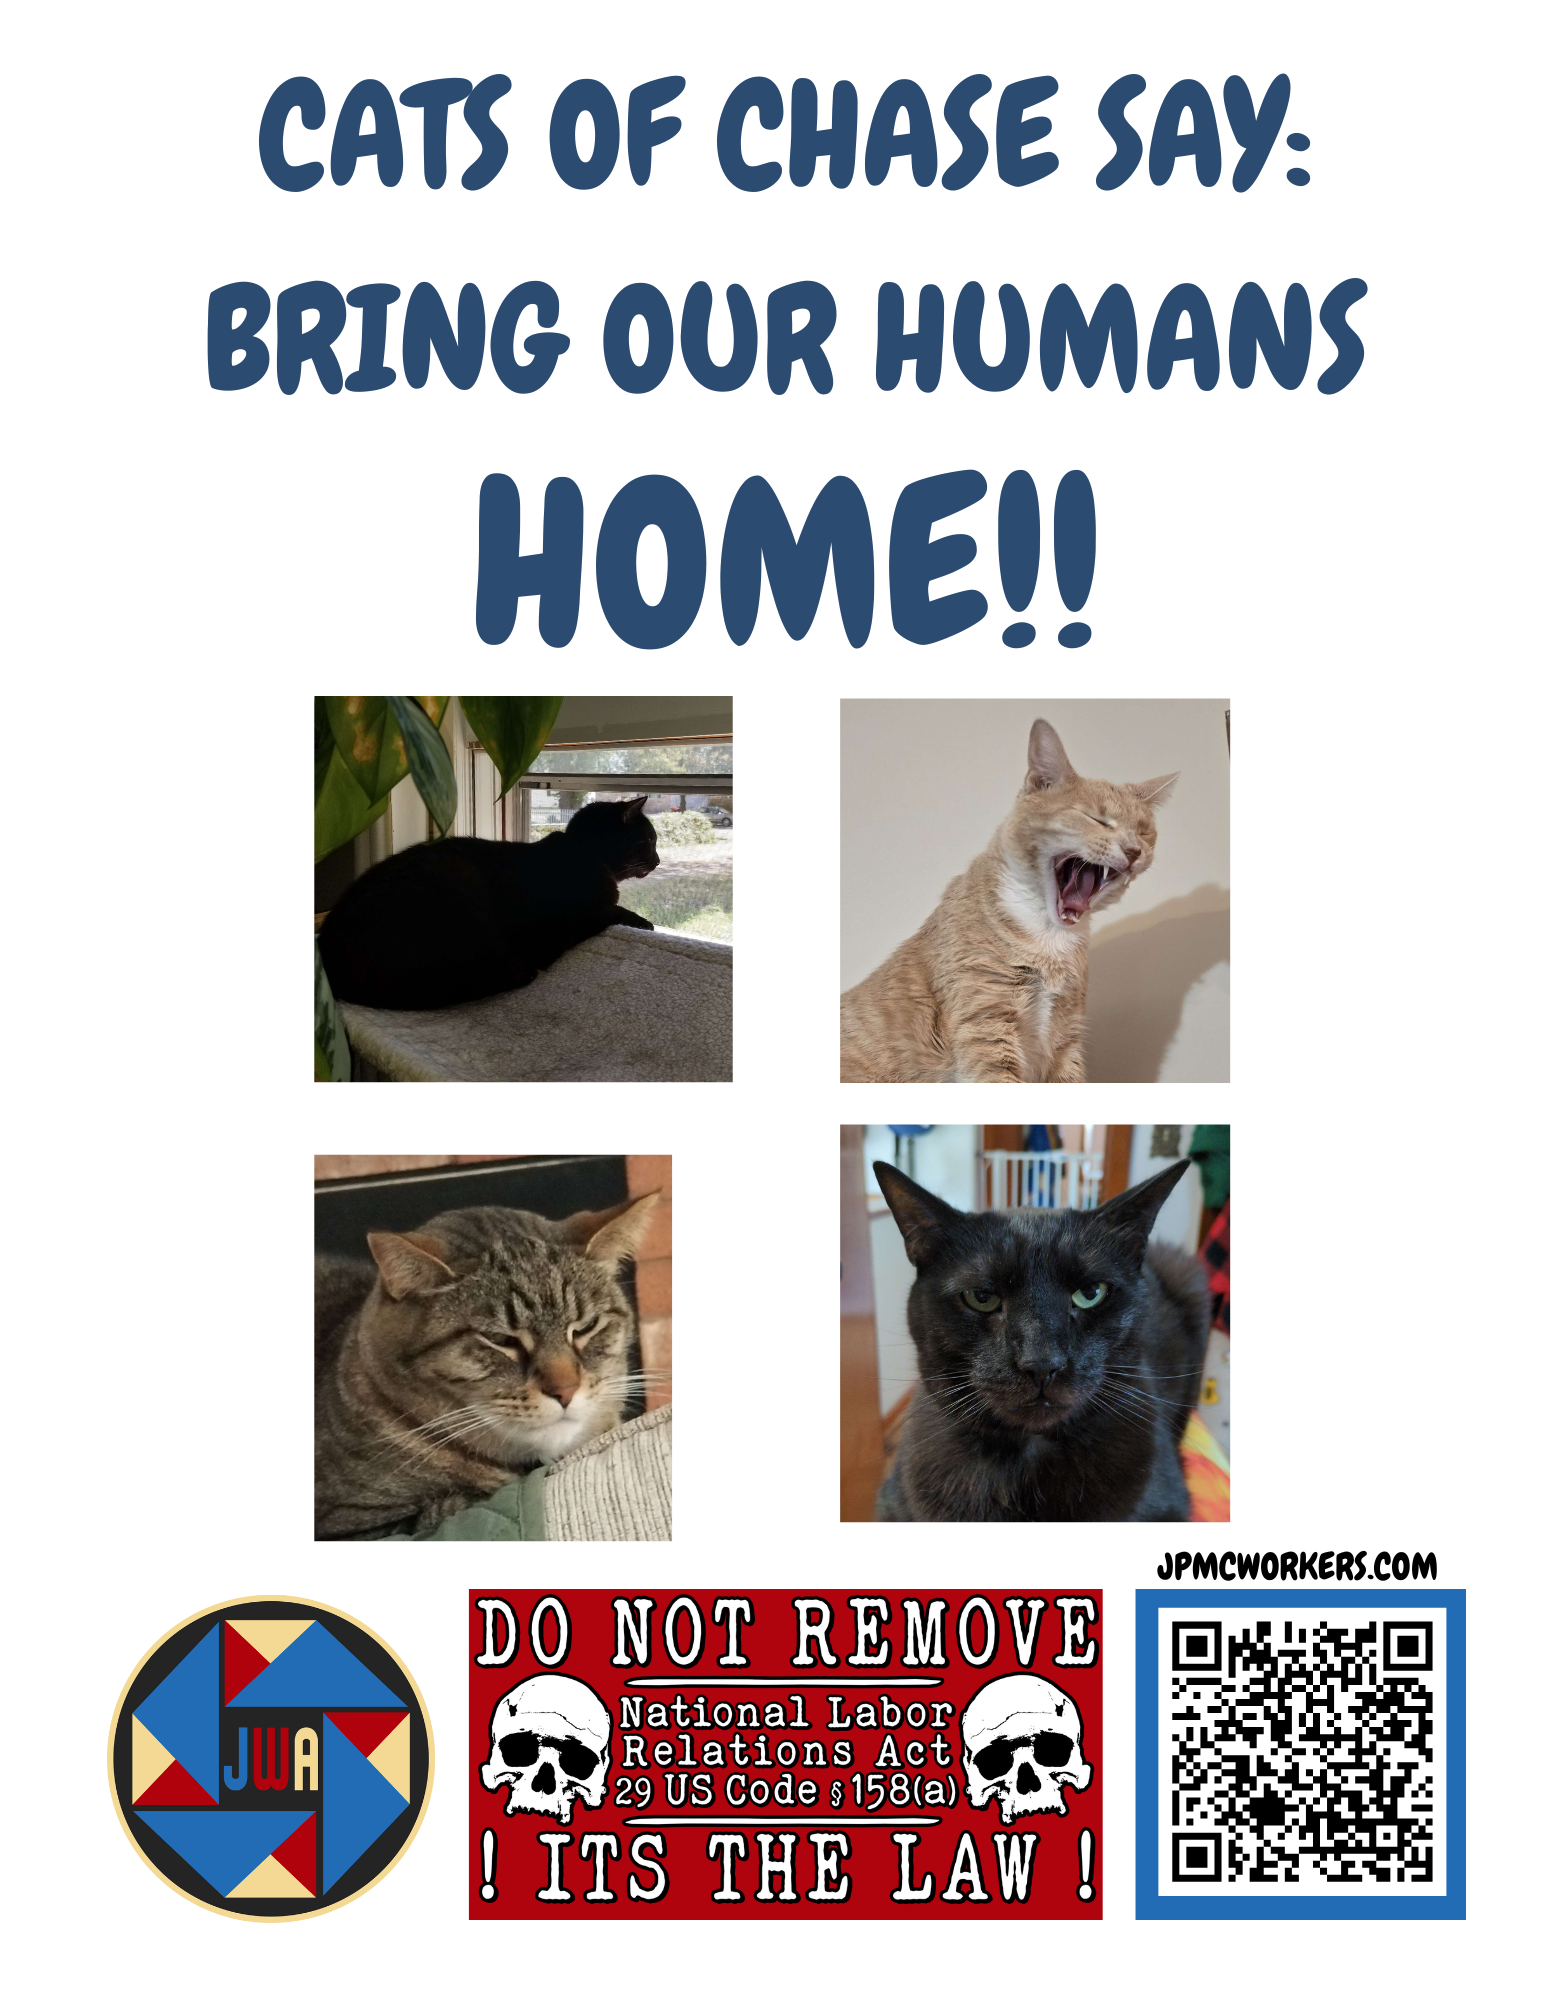 CATS OF CHASE SAY:
BRING OUR HUMANS
HOME!!
JPMCWORKERS.COM
JWA
DO NOT REMOVE
National Labor
Relations Act
29 US Code § 158(a)
! ITS THE LAW !